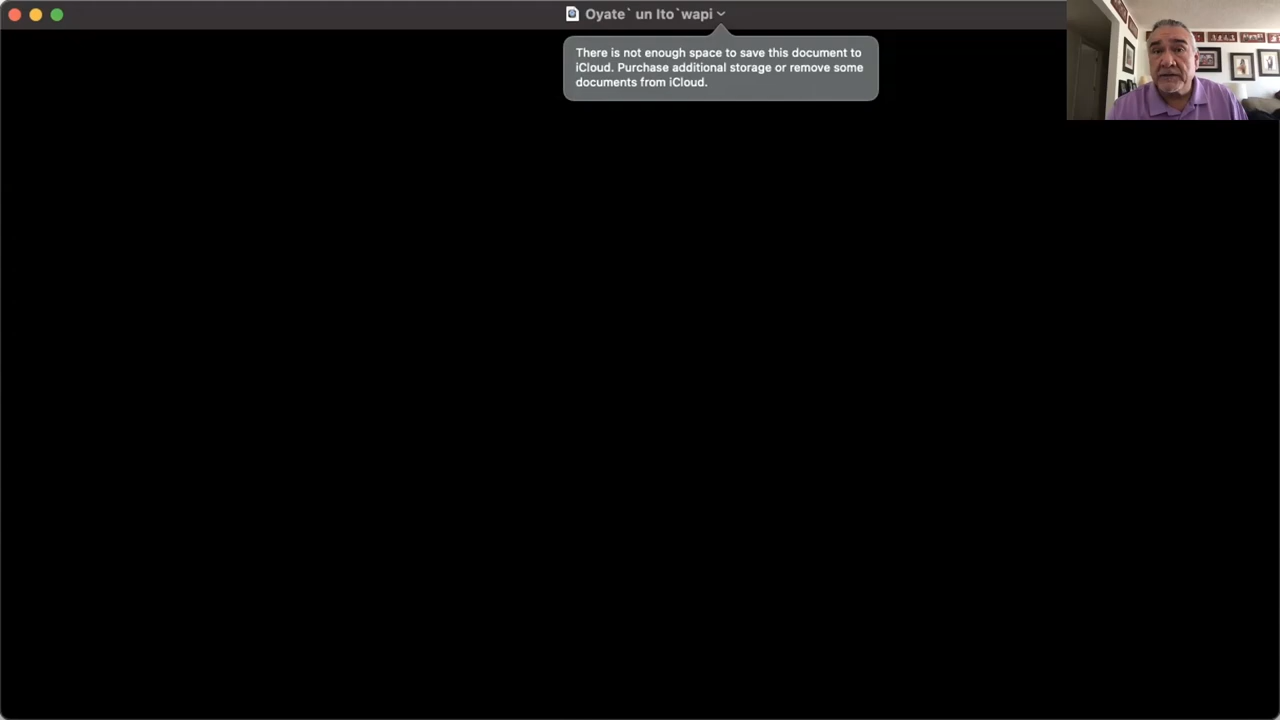 Oyate` un Ito`wapi
There is not enough space to save this document to
iCloud. Purchase additional storage or remove some
documents from iCloud.